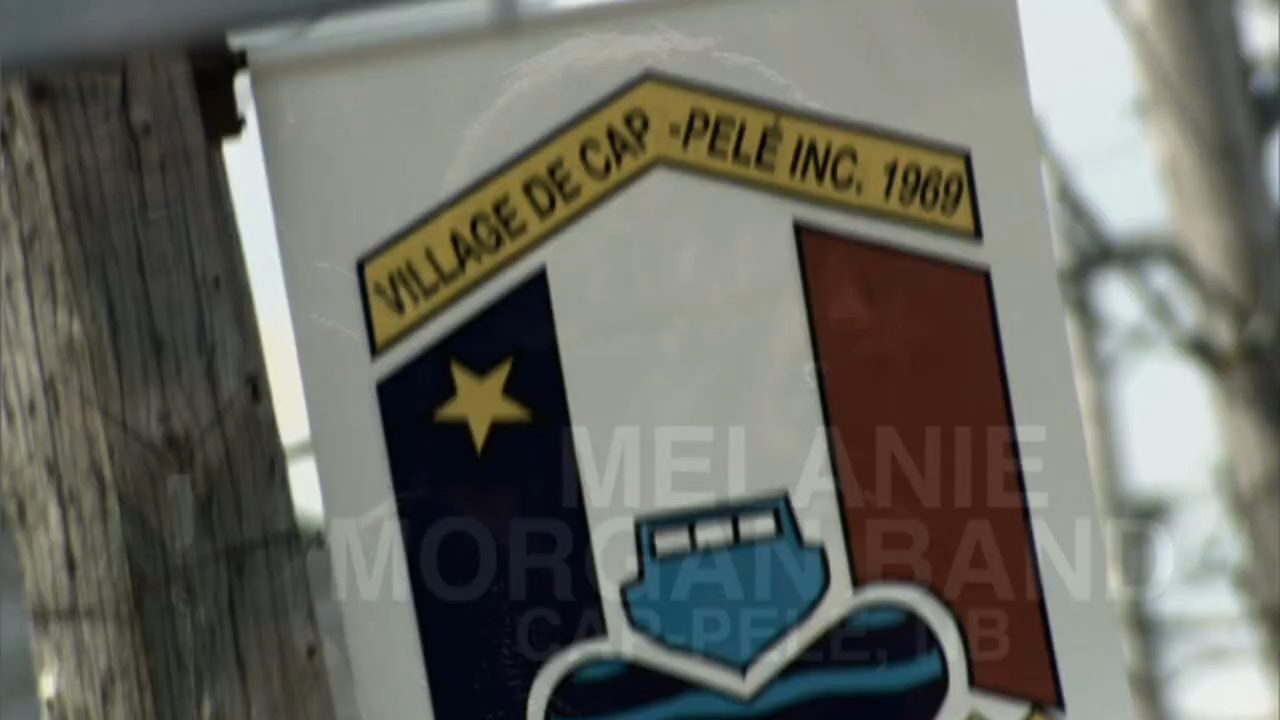 VILLAGE DE CAP-PELÉ INC. 1969
MELANIE
MORGAN BAND
CAP-PELE, NB